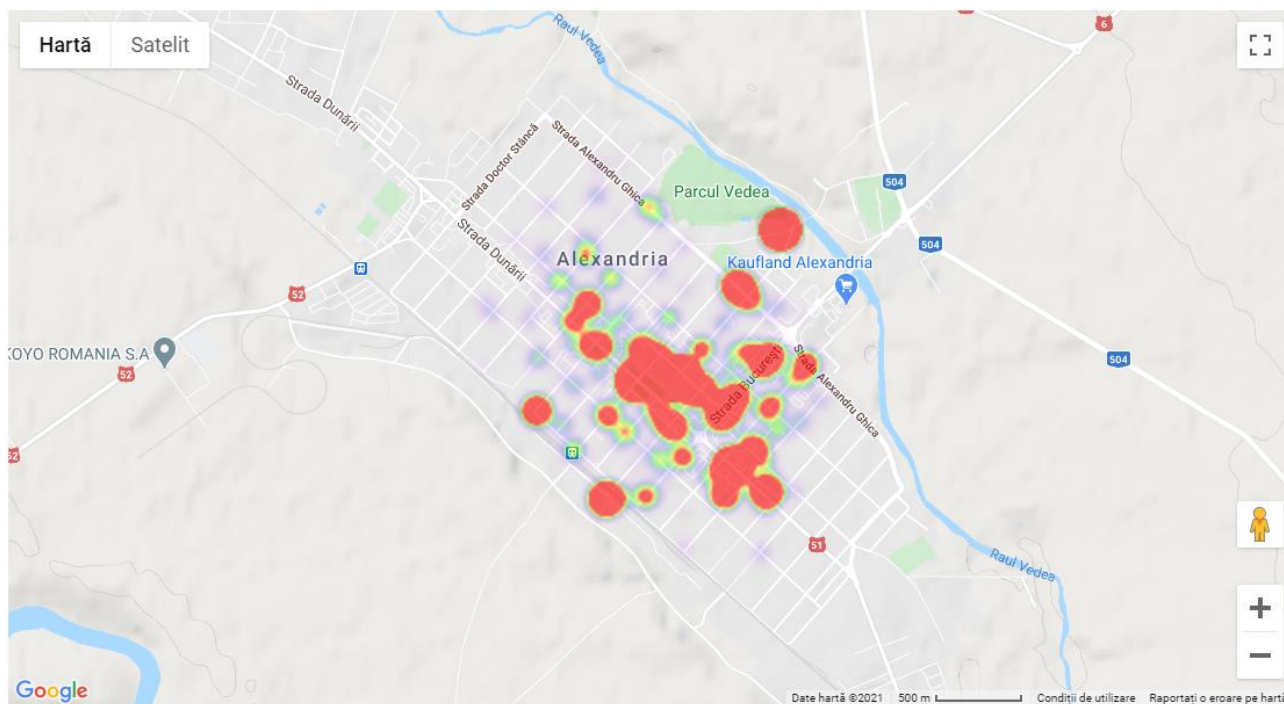 Hartă
Satelit
Raul Vedea
6
Strada Dunării
Strada Doctor Stâncă
Strada Alexandru Ghica
504
Parcul Vedea
Strada Dunării
504
Alexandria
Kaufland Alexandria
52
KOYO ROMANIA S.A
52
504
Strada București
Strada Alexandru Ghica
52
51
Raul Vedea
Google
Date hartă ©2021
500 m
Condiții de utilizare
Raportați o eroare pe hartă